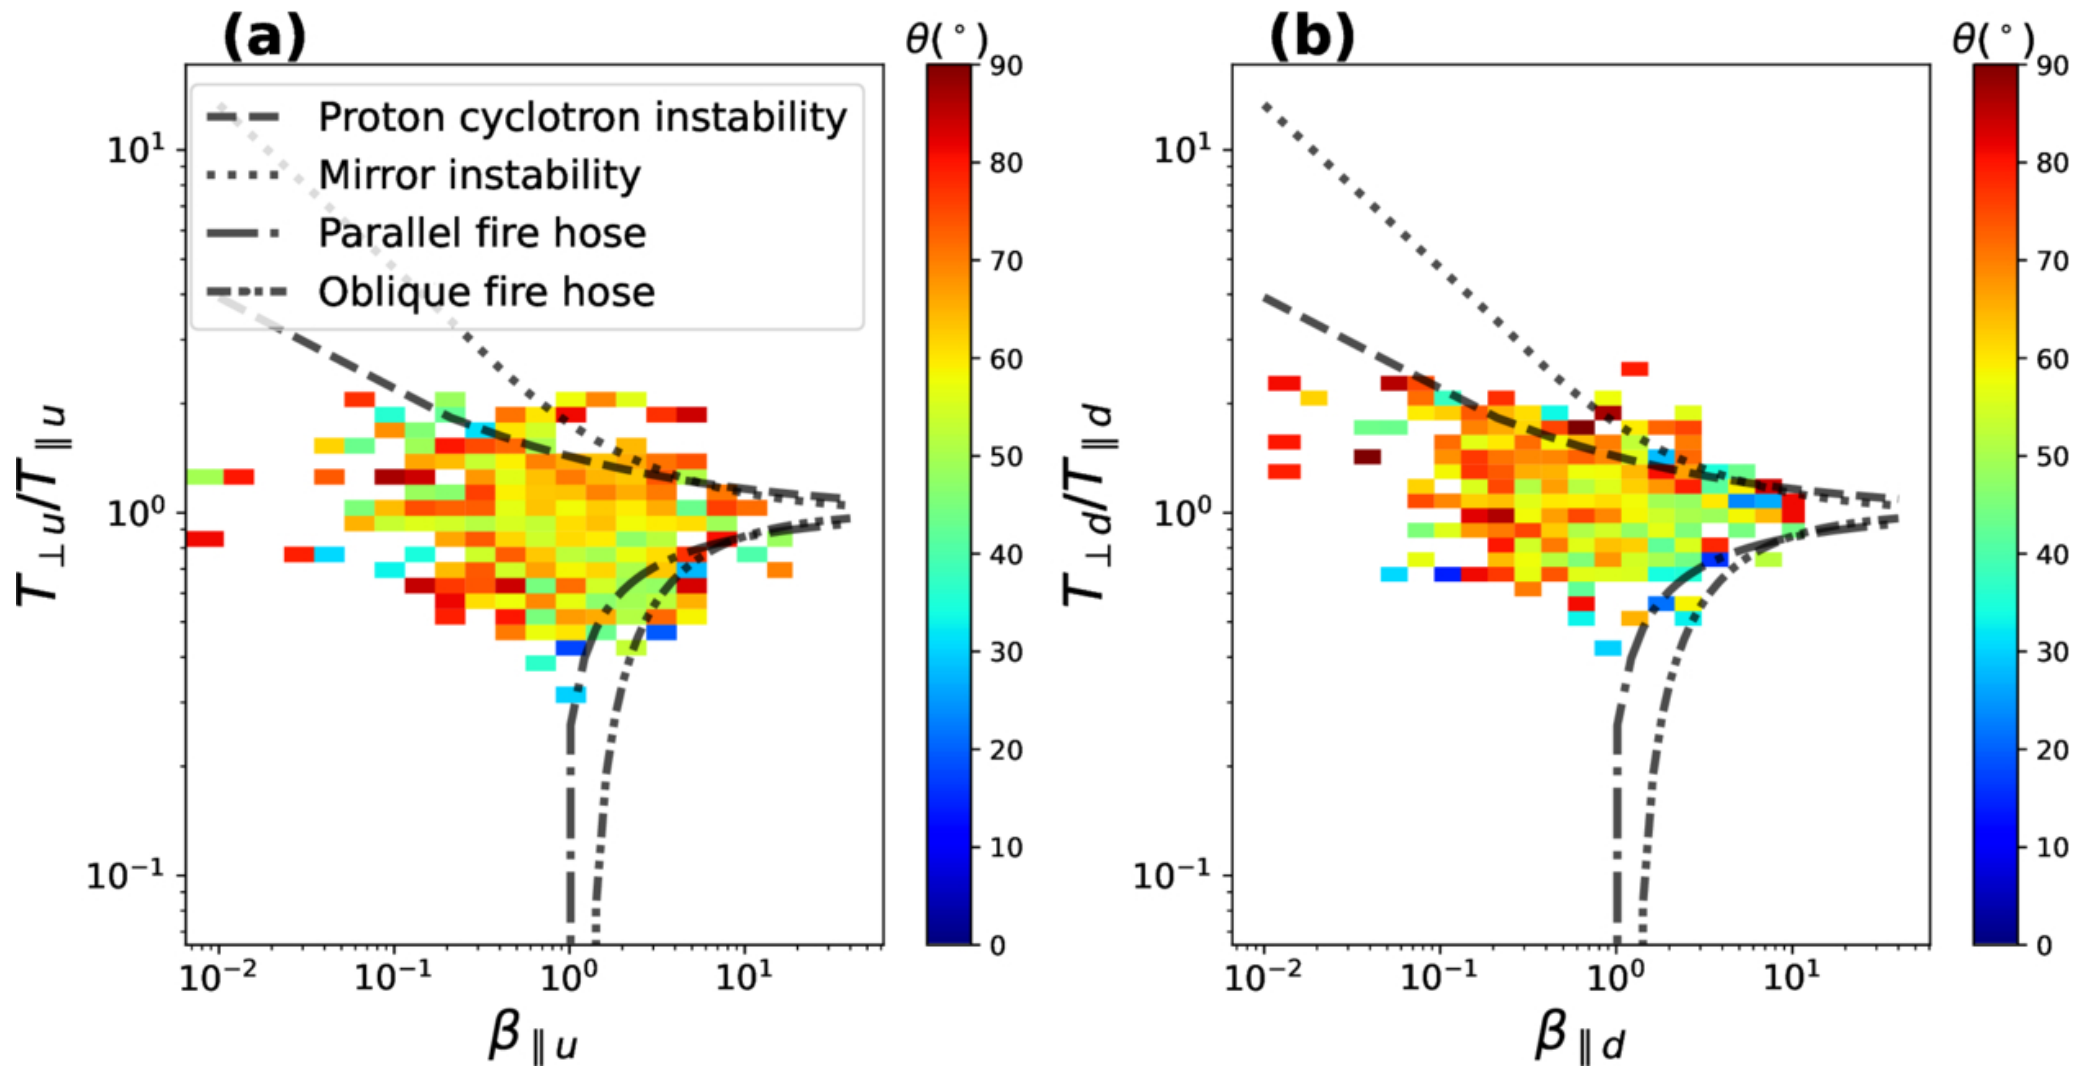 (a)
θ(°)
10¹
10⁰
10⁻¹
T⊥u/T∥u
Proton cyclotron instability
Mirror instability
Parallel fire hose
Oblique fire hose
10⁻² 10⁻¹ 10⁰ 10¹
β∥u
90
80
70
60
50
40
30
20
10
0
(b)
θ(°)
10¹
10⁰
10⁻¹
T⊥d/T∥d
10⁻² 10⁻¹ 10⁰ 10¹
β∥d
90
80
70
60
50
40
30
20
10
0